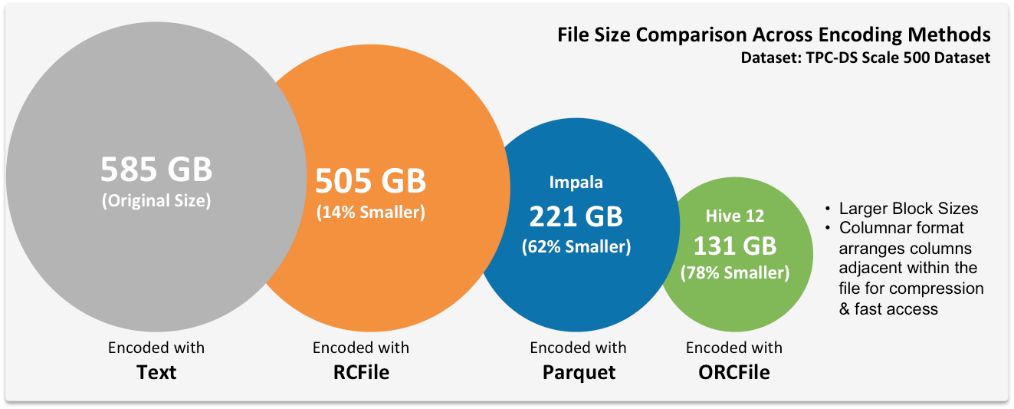 File Size Comparison Across Encoding Methods
Dataset: TPC-DS Scale 500 Dataset
585 GB
(Original Size)
505 GB
(14% Smaller)
Impala
221 GB
(62% Smaller)
Hive 12
131 GB
(78% Smaller)
• Larger Block Sizes
• Columnar format
arranges columns
adjacent within the
file for compression
& fast access
Encoded with
Text
Encoded with
RCFile
Encoded with
Parquet
Encoded with
ORCFile